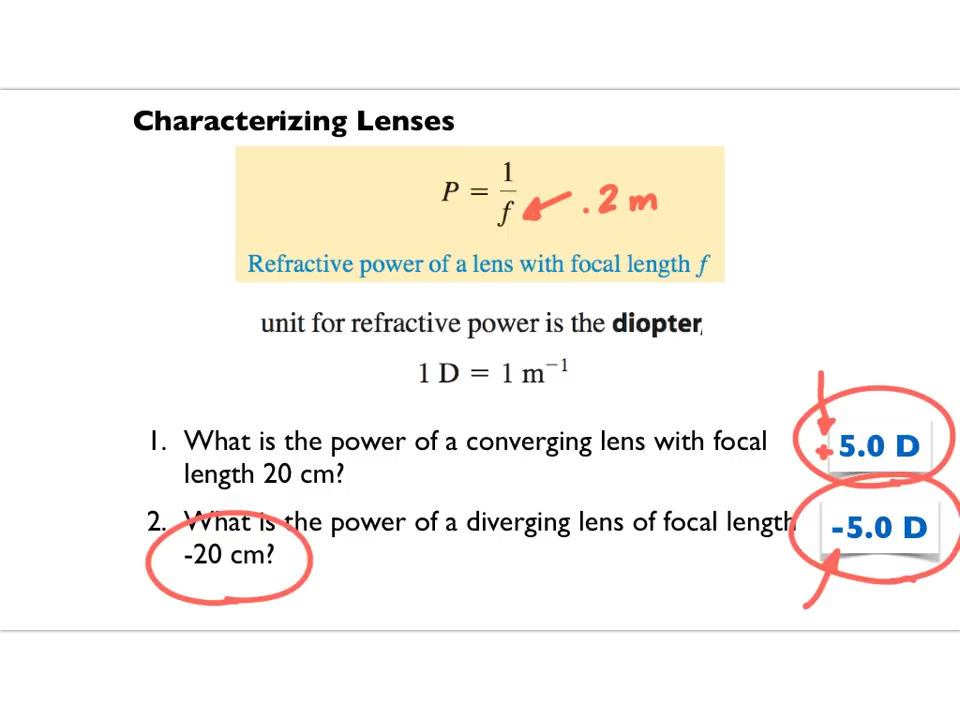 Characterizing Lenses
P = 1/f
.2 m
Refractive power of a lens with focal length f
unit for refractive power is the diopter,
1 D = 1 m⁻¹
1. What is the power of a converging lens with focal
length 20 cm?
+ 5.0 D
2. What is the power of a diverging lens of focal length
-20 cm?
-5.0 D